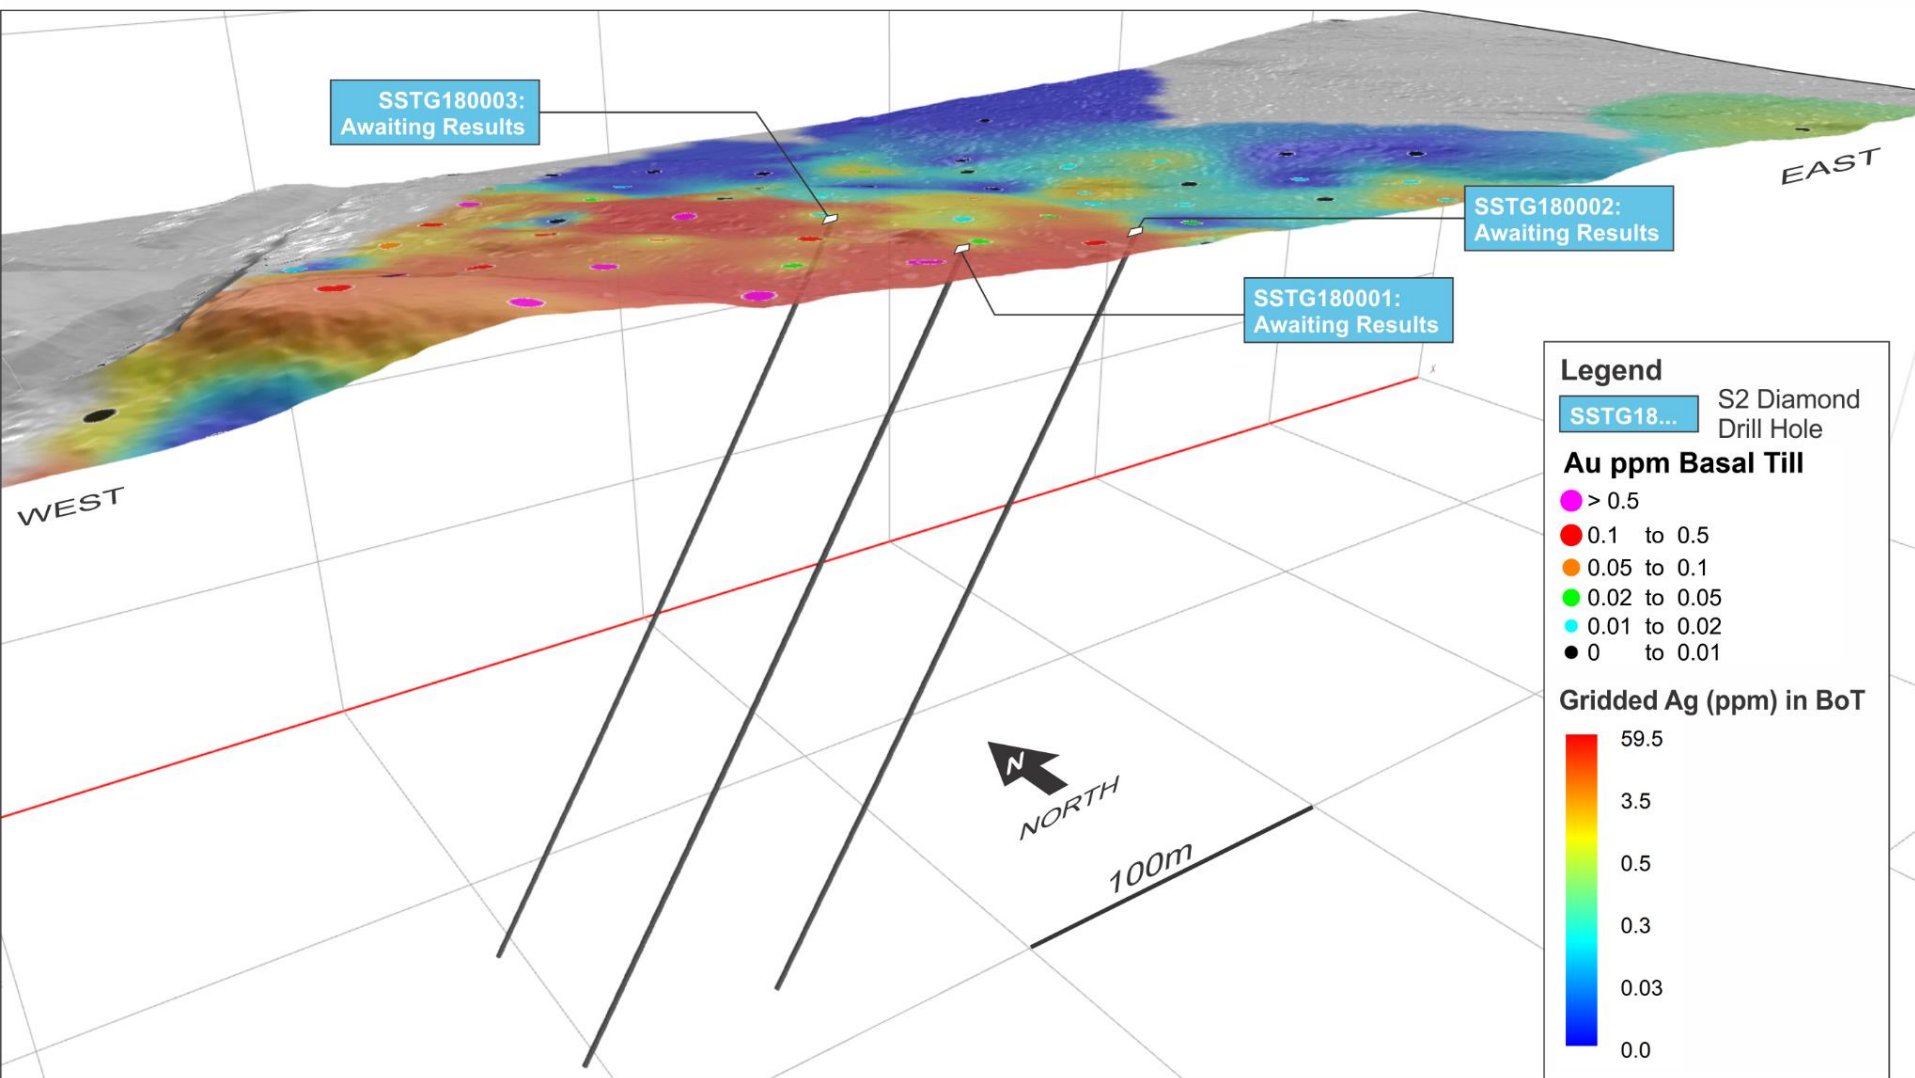 SSTG180003:
Awaiting Results
EAST
SSTG180002:
Awaiting Results
SSTG180001:
Awaiting Results
WEST
X
N
NORTH
100m
Legend
SSTG18...
S2 Diamond
Drill Hole
Au ppm Basal Till
> 0.5
0.1 to 0.5
0.05 to 0.1
0.02 to 0.05
0.01 to 0.02
0 to 0.01
Gridded Ag (ppm) in BoT
59.5
3.5
0.5
0.3
0.03
0.0